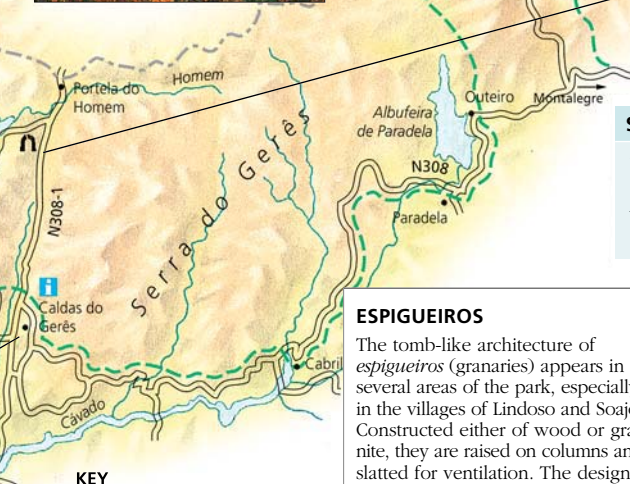 Homem
Portela do
Homem
Outeiro
Montalegre
Albufeira
de Paradela
Serra do Gerês
N308
N308-1
Paradela
i
Caldas do
Gerês
Cabril
Cávado
KEY
S
ESPIGUEIROS
The tomb-like architecture of
espigueiros (granaries) appears in
several areas of the park, especially
in the villages of Lindoso and Soajo
Constructed either of wood or gra-
nite, they are raised on columns an
slatted for ventilation. The design